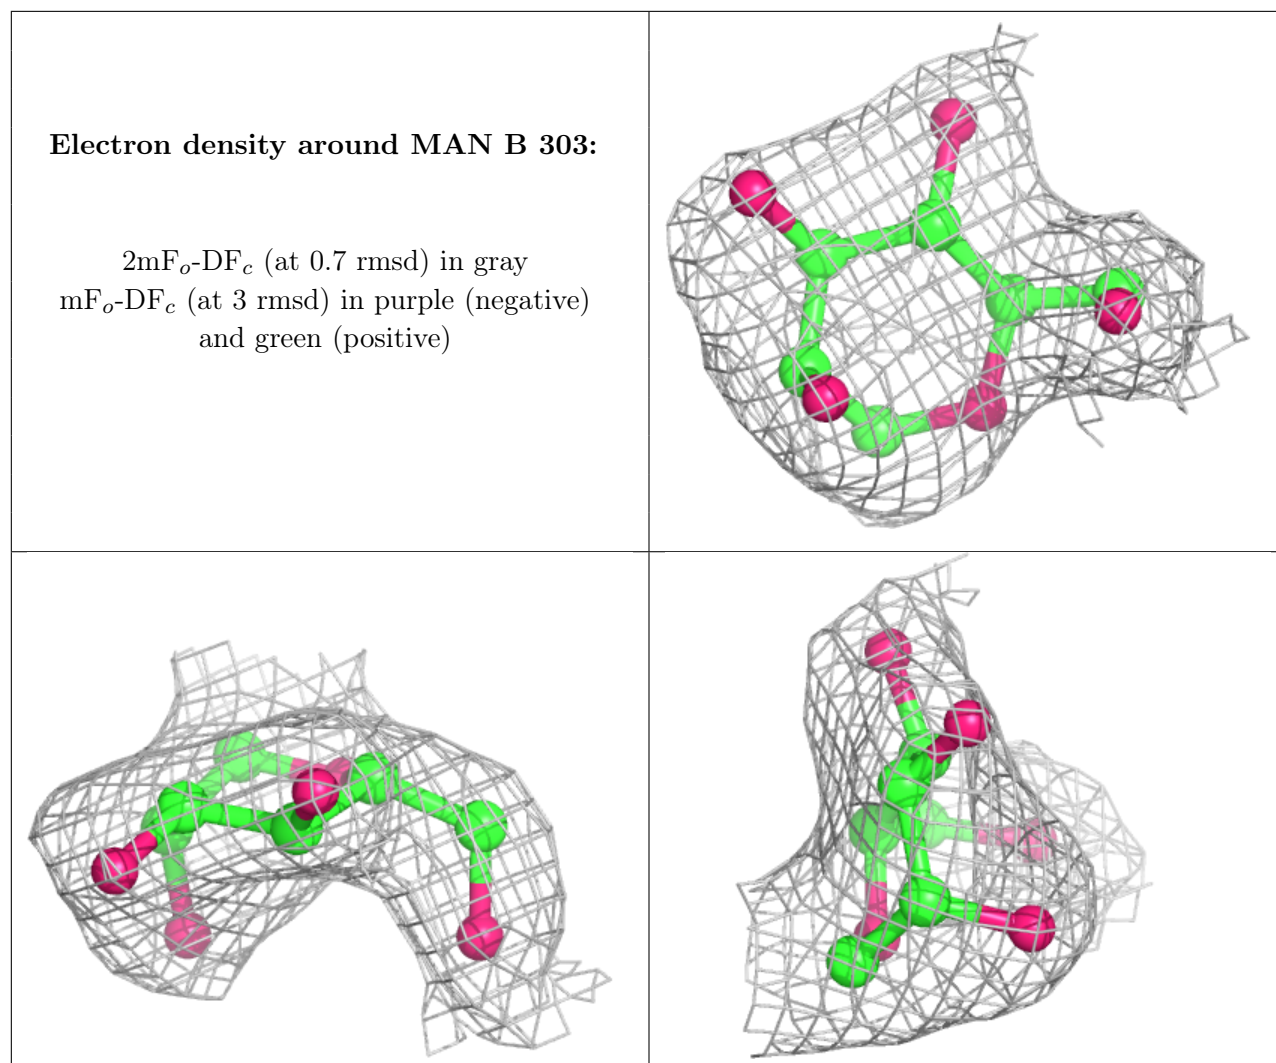 Electron density around MAN B 303:
2mFo-DFc (at 0.7 rmsd) in gray
mFo-DFc (at 3 rmsd) in purple (negative)
and green (positive)